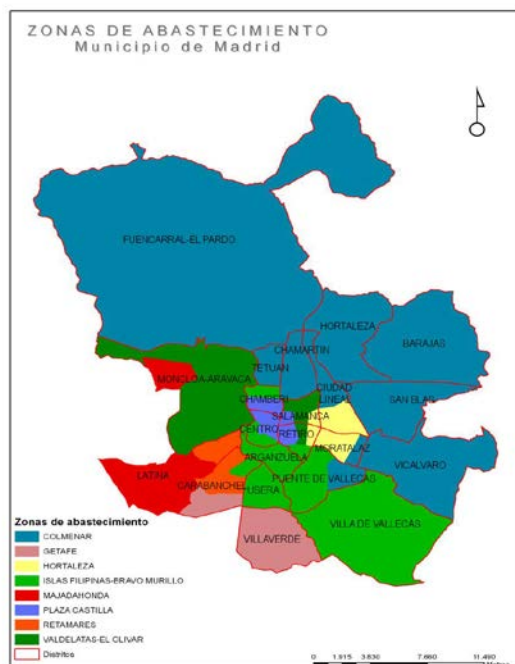 ZONAS DE ABASTECIMIENTO
Municipio de Madrid
FUENCARRAL-EL PARDO
HORTALEZA
BARAJAS
CHAMARTIN
TETUAN
MONCLOA-ARAVACA
CIUDAD
LINEAL
SAN BLAS
CHAMBERI
SALAMANCA
CENTRO
RETIRO
MORATALAZ
ARGANZUELA
VICALVARO
LATINA
CARABANCHEL
USERA
PUENTE DE VALLECAS
VILLA DE VALLECAS
VILLAVERDE
Zonas de abastecimiento
COLMENAR
GETAFE
HORTALEZA
ISLAS FILIPINAS-BRAVO MURILLO
MAJADAHONDA
PLAZA CASTILLA
RETAMARES
VALDELATAS-EL OLIVAR
Distritos
0 1.915 3.830 7.660 11.490